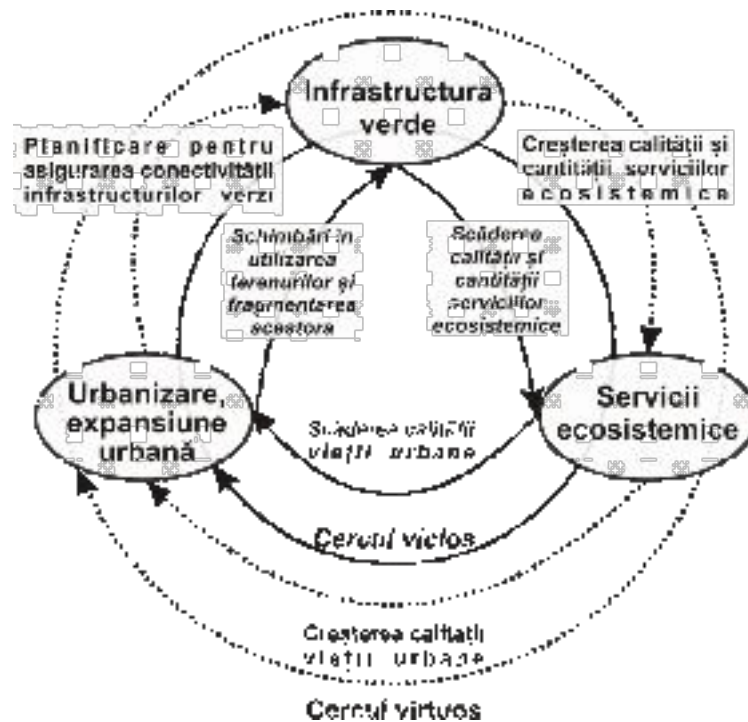 Infrastructura
verde
Planificare pentru
asigurarea conectivității
infrastructurilor verzi
Creșterea calității și
cantității serviciilor
ecosistemice
Schimbări în
utilizarea
terenurilor și
fragmentarea
acestora
Scăderea
calității și
cantității
serviciilor
ecosistemice
Urbanizare,
expansiune
urbană
Servicii
ecosistemice
Scăderea calității
vieții urbane
Cercul vicios
Creșterea calității
vieții urbane
Cercul virtuos